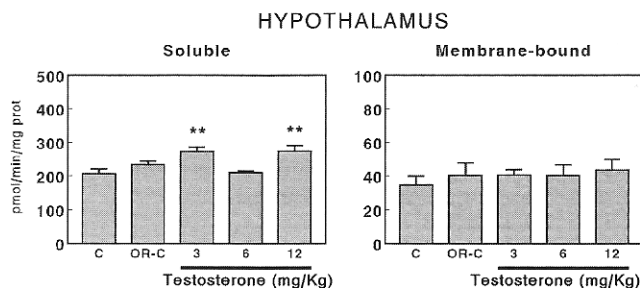 HYPOTHALAMUS
Soluble
500
400
300
200
100
0
pmol/min/mg prot
** **
C OR-C 3 6 12
Testosterone (mg/Kg)
Membrane-bound
100
80
60
40
20
0
C OR-C 3 6 12
Testosterone (mg/Kg)